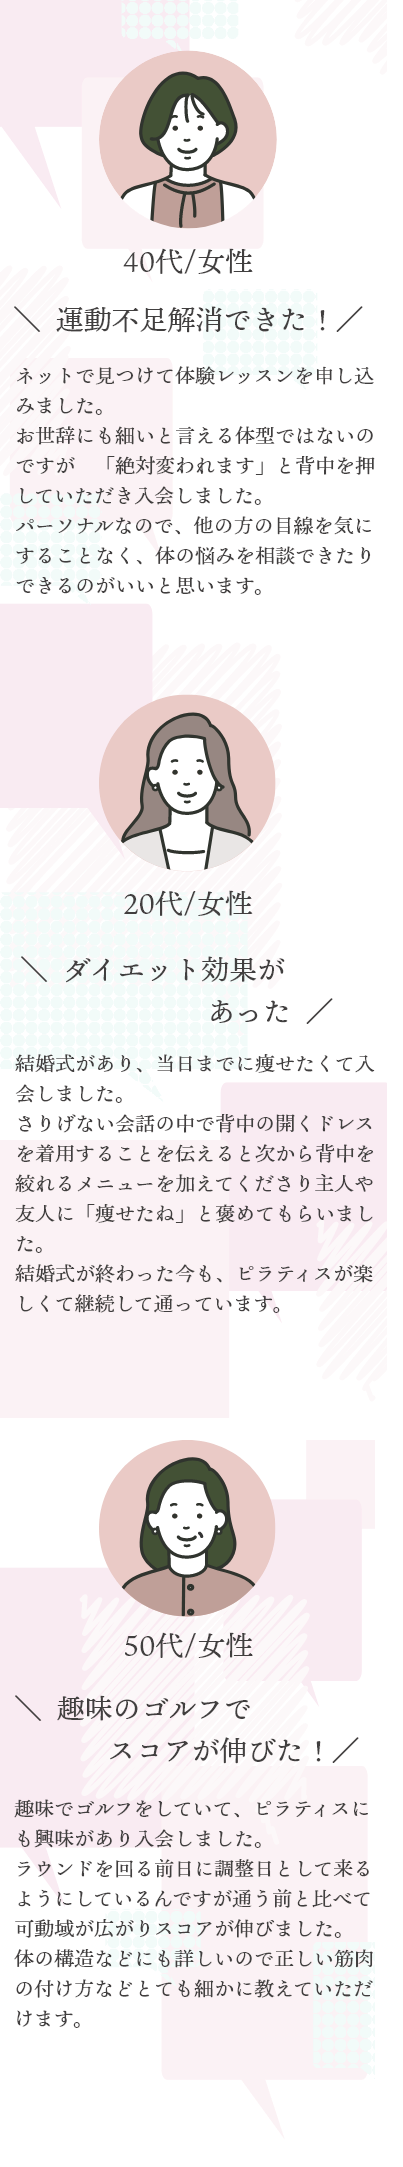 40代/女性
＼ 運動不足解消できた！／
ネットで見つけて体験レッスンを申し込
みました。
お世辞にも細いと言える体型ではないの
ですが 「絶対変われます」と背中を押
していただき入会しました。
パーソナルなので、他の方の目線を気に
することなく、体の悩みを相談できたり
できるのがいいと思います。
20代/女性
＼ ダイエット効果が
あった ／
結婚式があり、当日までに痩せたくて入
会しました。
さりげない会話の中で背中の開くドレス
を着用することを伝えると次から背中を
絞れるメニューを加えてくださり主人や
友人に「痩せたね」と褒めてもらいまし
た。
結婚式が終わった今も、ピラティスが楽
しくて継続して通っています。
50代/女性
＼ 趣味のゴルフで
スコアが伸びた！／
趣味でゴルフをしていて、ピラティスに
も興味があり入会しました。
ラウンドを回る前日に調整日として来る
ようにしているんですが通う前と比べて
可動域が広がりスコアが伸びました。
体の構造などにも詳しいので正しい筋肉
の付け方などとても細かに教えていただ
けます。